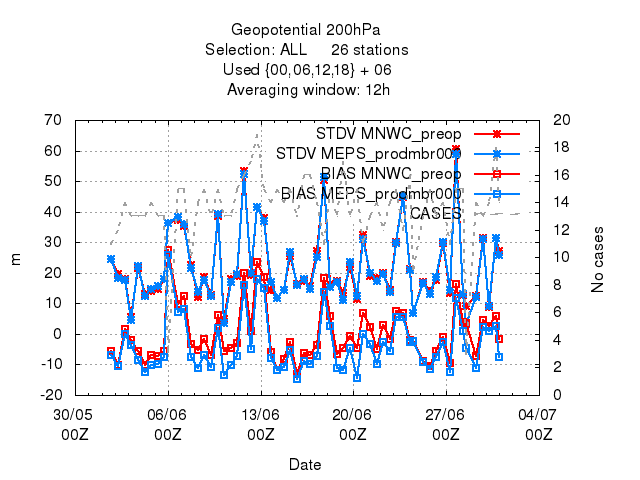 Geopotential 200hPa
Selection: ALL 26 stations
Used {00,06,12,18} + 06
Averaging window: 12h
70
60
50
40
30
20
10
0
-10
-20
m
20
18
16
14
12
10
8
6
4
2
0
No cases
STDV MNWC_preop
STDV MEPS_prodmbr000
BIAS MNWC_preop
BIAS MEPS_prodmbr000
CASES
30/05 06/06 13/06 20/06 27/06 04/07
00Z 00Z 00Z 00Z 00Z 00Z
Date